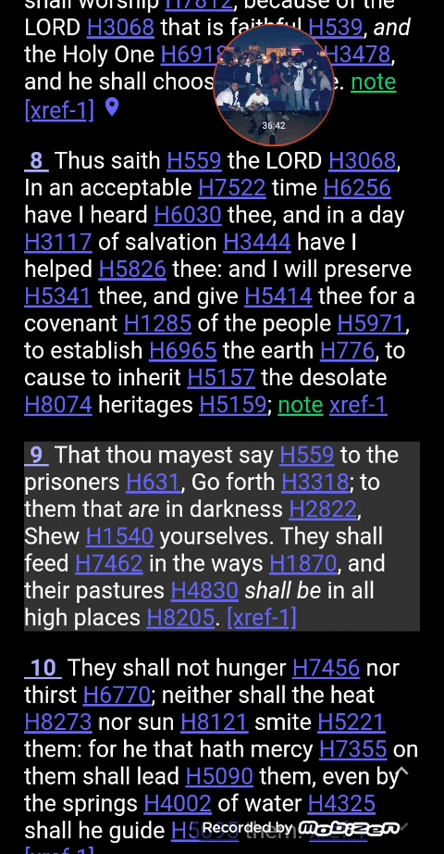 shall worship H7812, because of the
LORD H3068 that is faithful H539, and
the Holy One H6918 H3478,
and he shall choos e. note
[xref-1]
36:42
8 Thus saith H559 the LORD H3068,
In an acceptable H7522 time H6256
have I heard H6030 thee, and in a day
H3117 of salvation H3444 have I
helped H5826 thee: and I will preserve
H5341 thee, and give H5414 thee for a
covenant H1285 of the people H5971,
to establish H6965 the earth H776, to
cause to inherit H5157 the desolate
H8074 heritages H5159; note xref-1
9 That thou mayest say H559 to the
prisoners H631, Go forth H3318; to
them that are in darkness H2822,
Shew H1540 yourselves. They shall
feed H7462 in the ways H1870, and
their pastures H4830 shall be in all
high places H8205. [xref-1]
10 They shall not hunger H7456 nor
thirst H6770; neither shall the heat
H8273 nor sun H8121 smite H5221
them: for he that hath mercy H7355 on
them shall lead H5090 them, even by
the springs H4002 of water H4325
shall he guide them.
Recorded by mobizen
[xref-1]